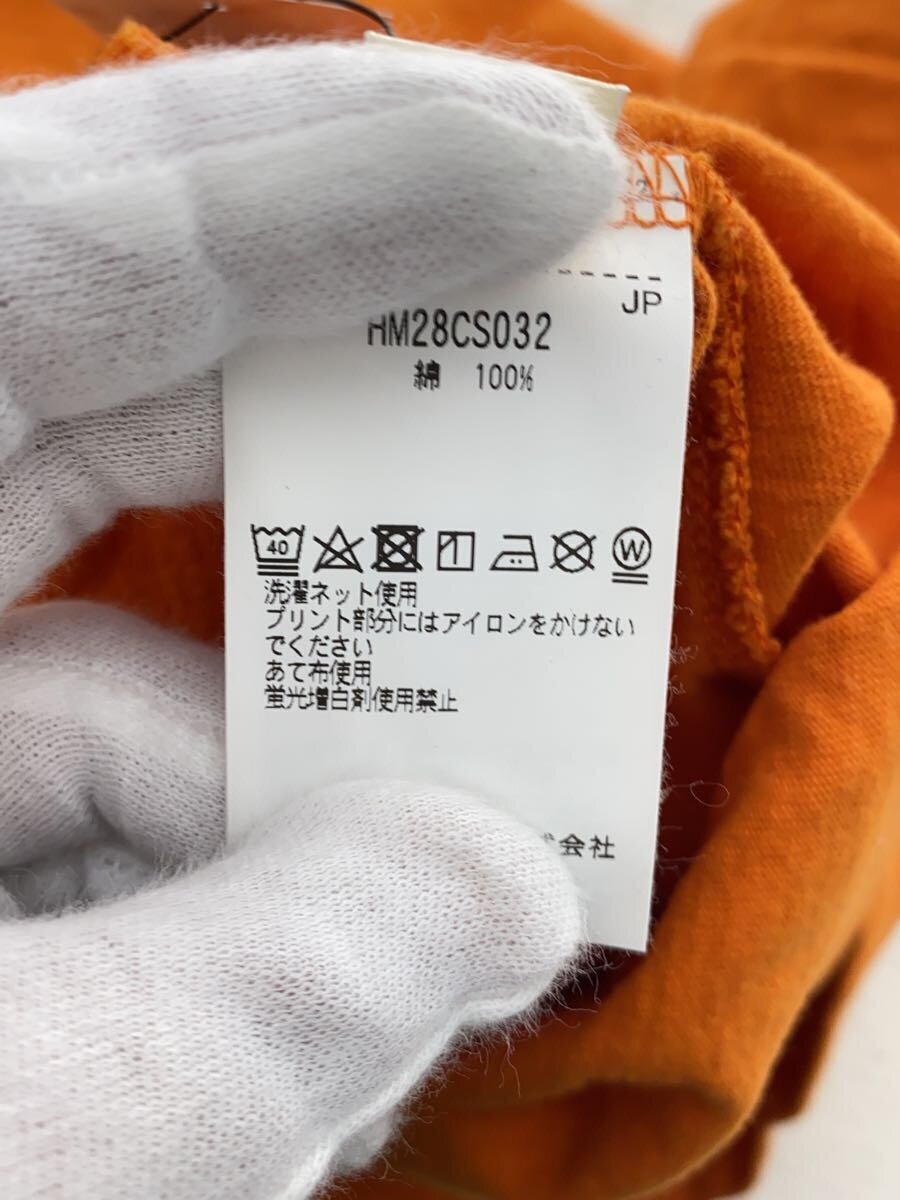 JP
HM28CS032
綿 100%
40 W
洗濯ネット使用
プリント部分にはアイロンをかけない
でください
あて布使用
蛍光増白剤使用禁止
式会社